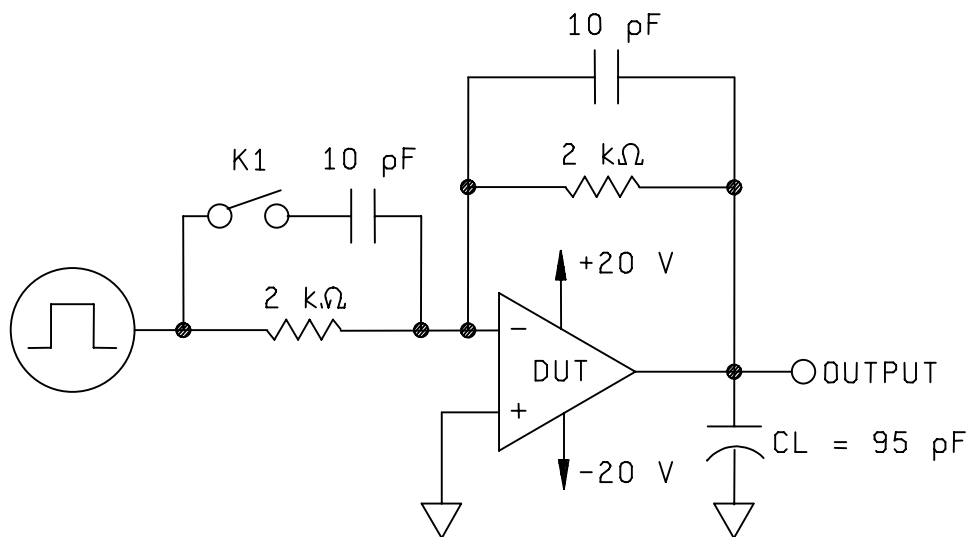 10 pF
K1 10 pF
2 kΩ
2 kΩ
+20 V
−
DUT
OUTPUT
+
CL = 95 pF
−20 V